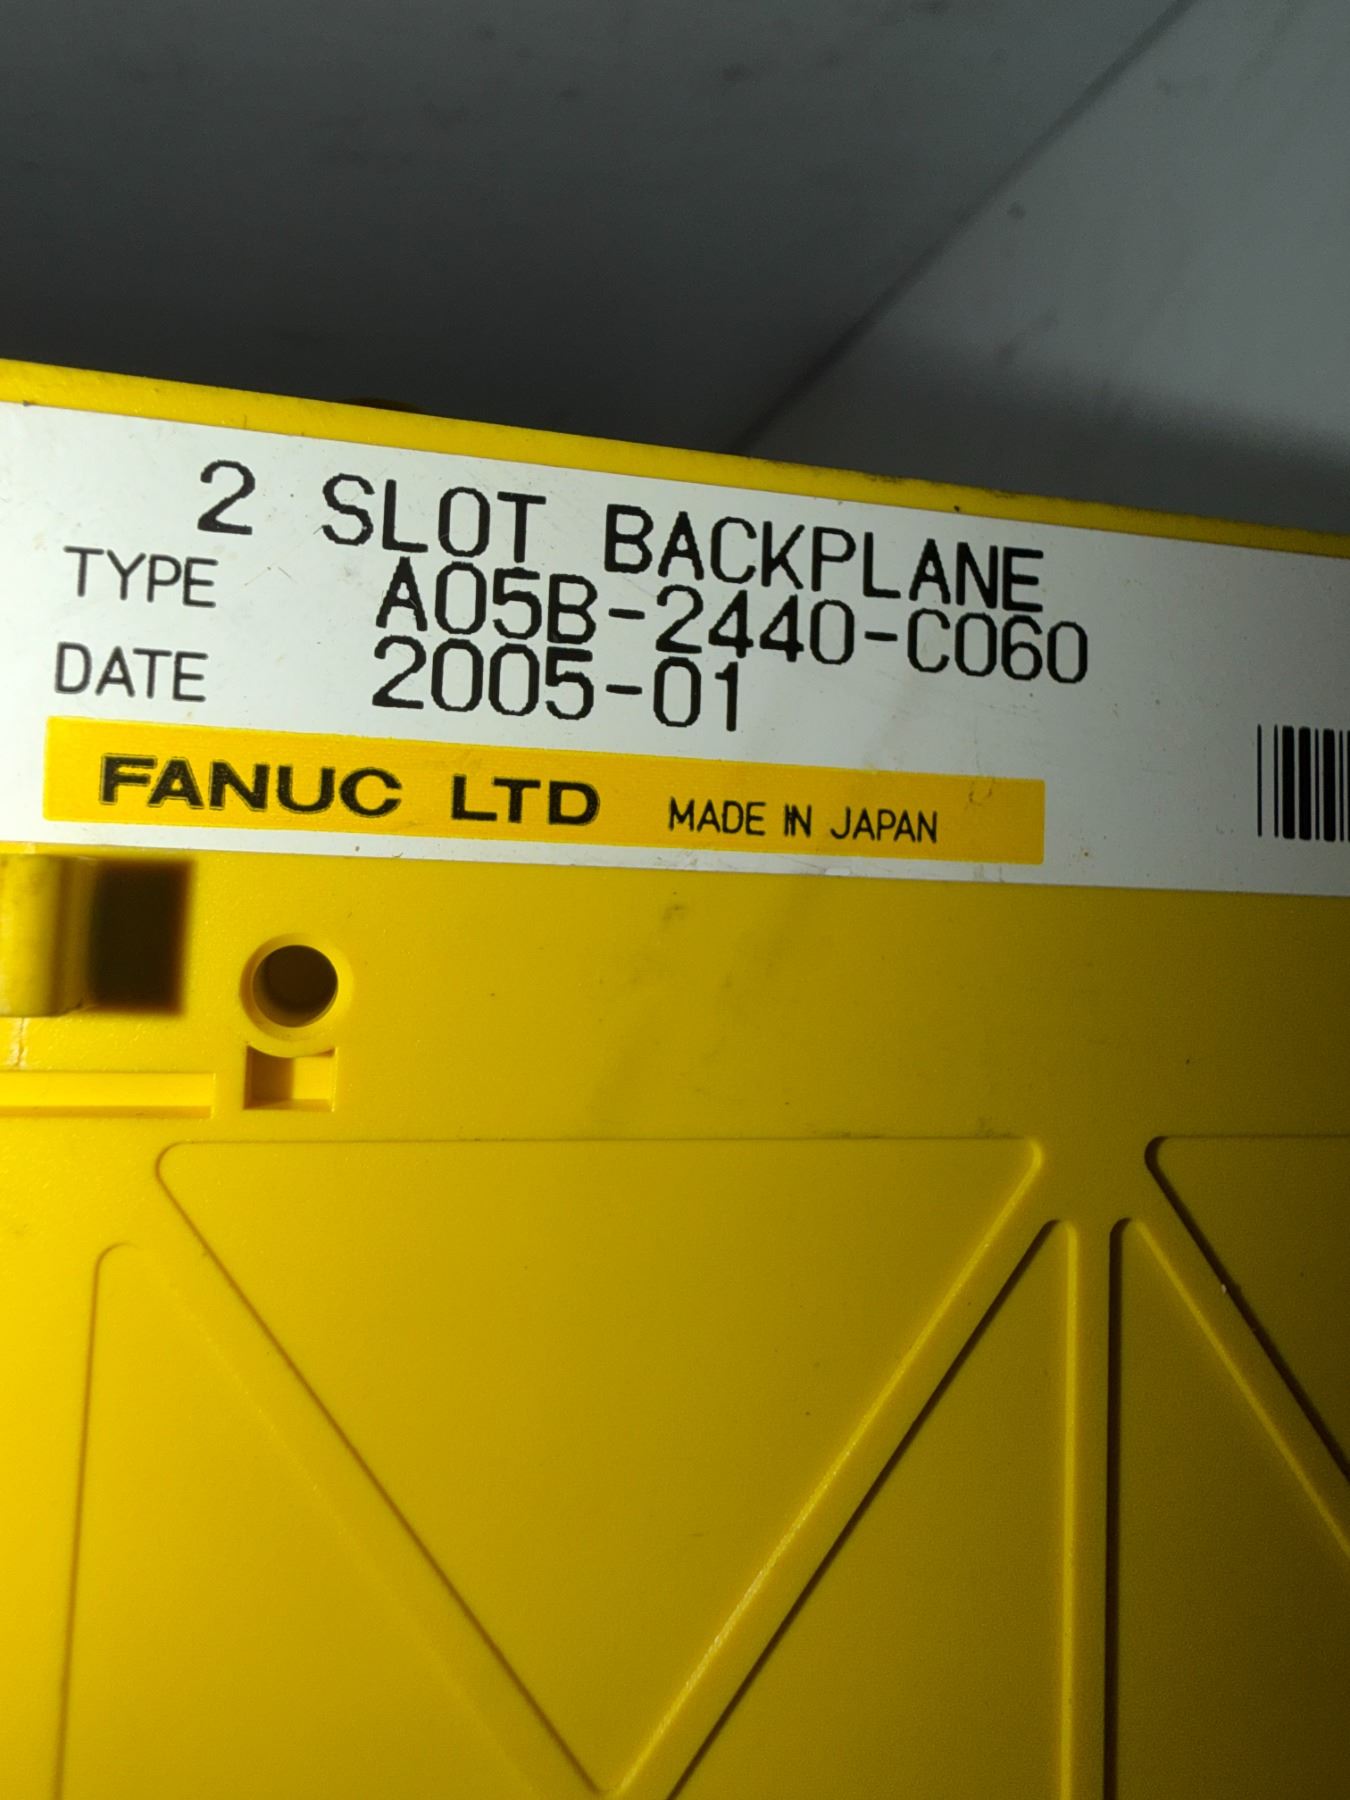 2 SLOT BACKPLANE
TYPE A05B-2440-C060
DATE 2005-01
FANUC LTD MADE IN JAPAN